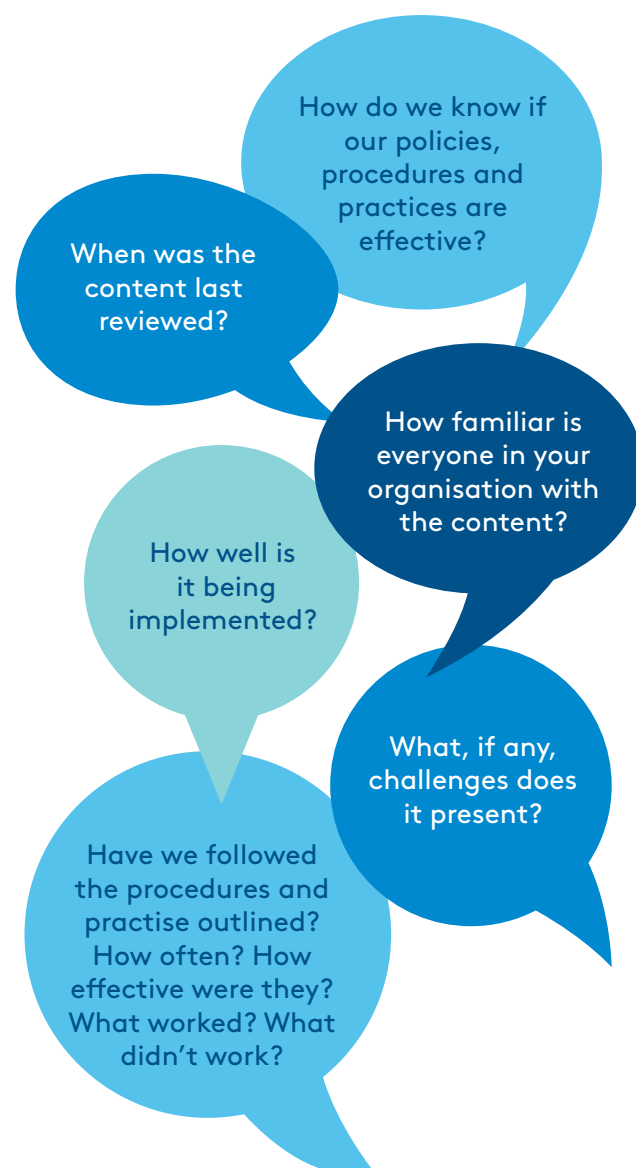 How do we know if
our policies,
procedures and
practices are
effective?
When was the
content last
reviewed?
How familiar is
everyone in your
organisation with
the content?
How well is
it being
implemented?
What, if any,
challenges does
it present?
Have we followed
the procedures and
practise outlined?
How often? How
effective were they?
What worked? What
didn’t work?